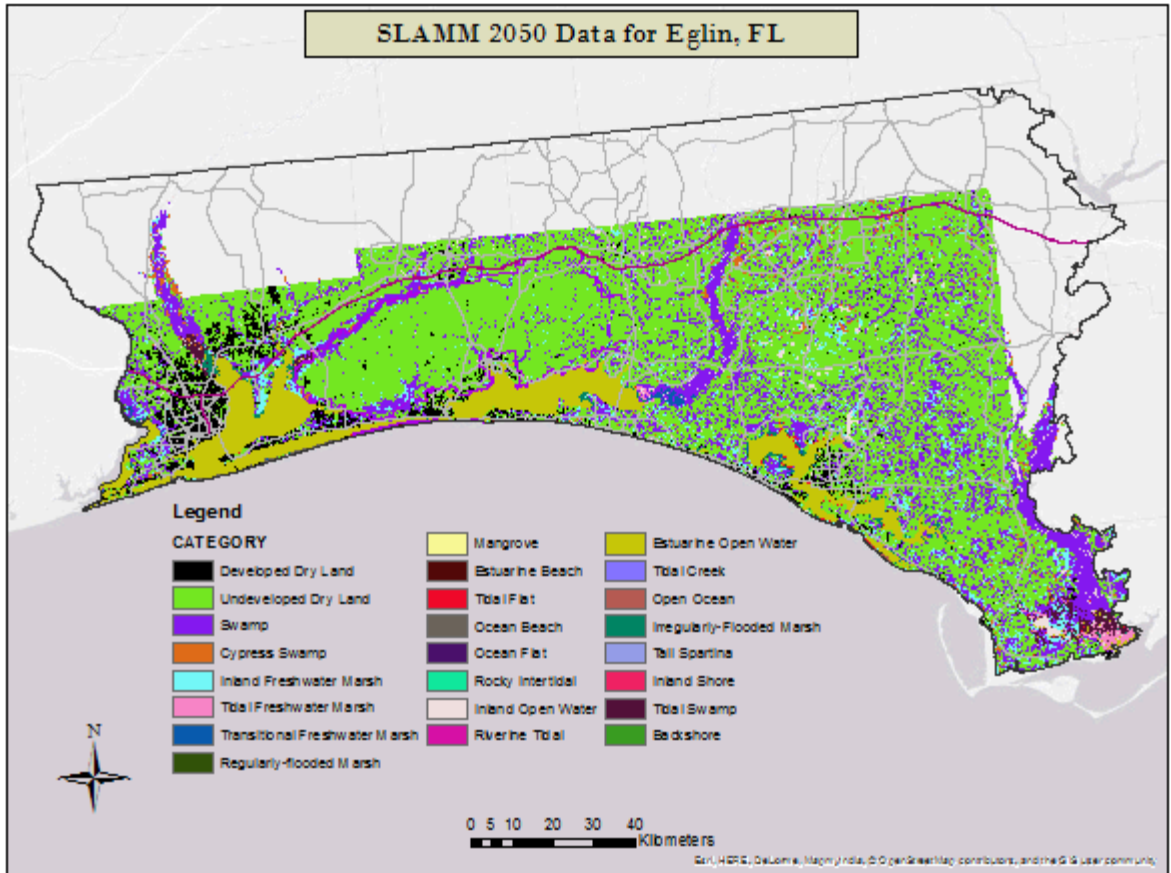 SLAMM 2050 Data for Eglin, FL
Legend
CATEGORY
Developed Dry Land
Undeveloped Dry Land
Swamp
Cypress Swamp
Inland Freshwater Marsh
Tidal Freshwater Marsh
Transitional Freshwater Marsh
Regularly-flooded Marsh
Mangrove
Estuarine Beach
Tidal Flat
Ocean Beach
Ocean Flat
Rocky Intertidal
Inland Open Water
Riverine Tidal
Estuarine Open Water
Tidal Creek
Open Ocean
Irregularly-Flooded Marsh
Tall Spartina
Inland Shore
Tidal Swamp
Backshore
N
0 5 10 20 30 40
Kilometers
Esri, HERE, DeLorme, MapmyIndia, © OpenStreetMap contributors, and the GIS user community